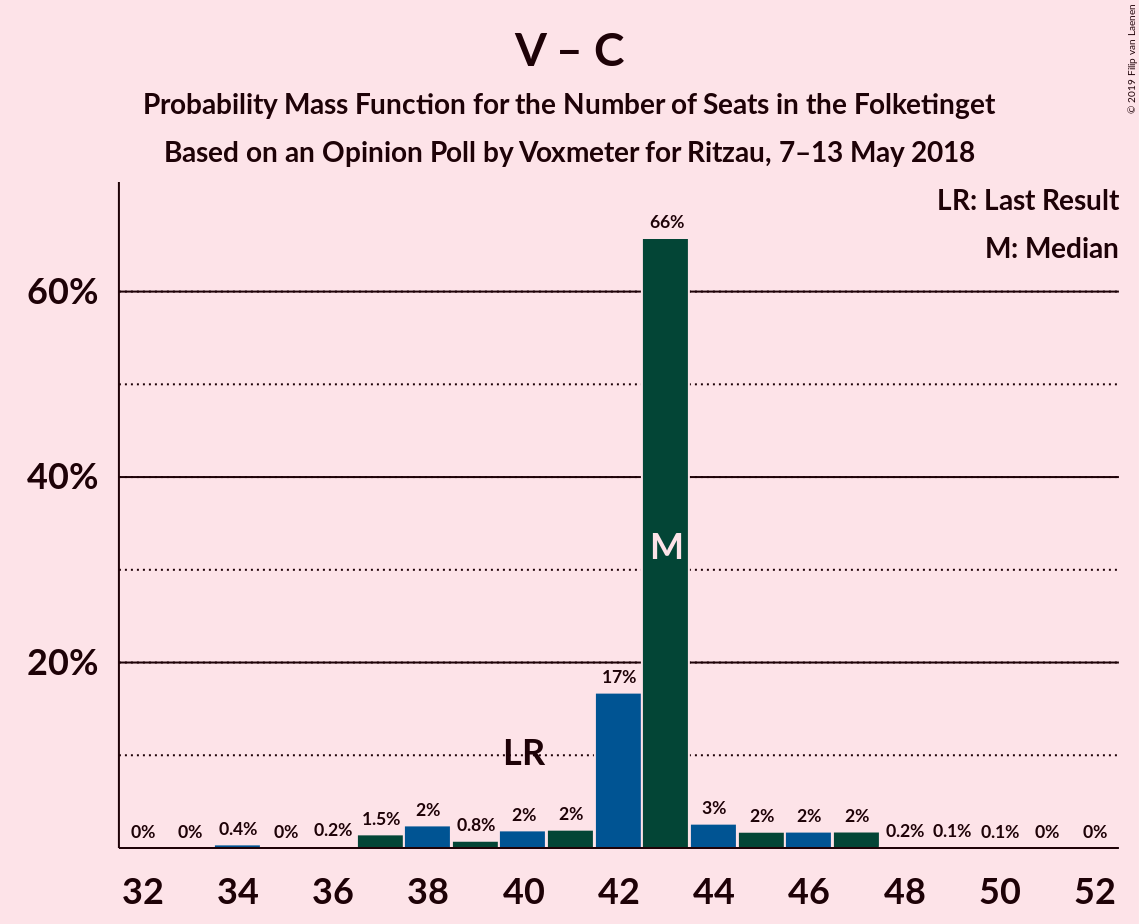 V – C
Probability Mass Function for the Number of Seats in the Folketinget
Based on an Opinion Poll by Voxmeter for Ritzau, 7–13 May 2018
© 2019 Filip van Laenen
LR: Last Result
M: Median
60%
40%
20%
0%
0%
0.4%
0%
0.2%
1.5%
2%
0.8%
2%
2%
17%
66%
3%
2%
2%
2%
0.2%
0.1%
0.1%
0%
0%
LR
M
32 34 36 38 40 42 44 46 48 50 52